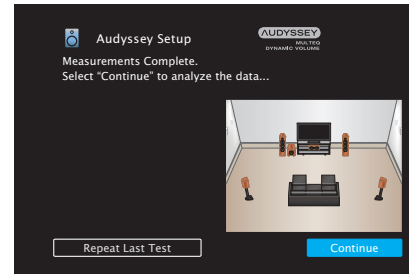 Audyssey Setup
AUDYSSEY
MULTEQ
DYNAMIC VOLUME
Measurements Complete.
Select “Continue” to analyze the data...
Repeat Last Test
Continue